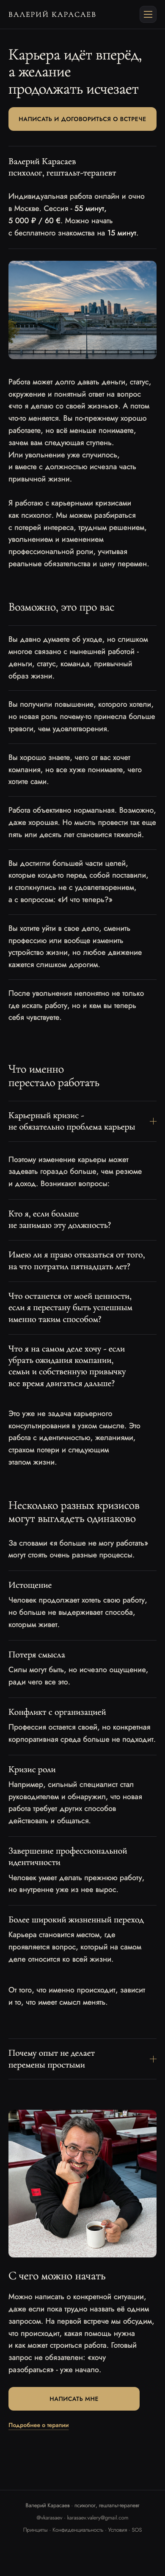 ВАЛЕРИЙ КАРАСАЕВ
Карьера идёт вперёд,
а желание
продолжать исчезает
НАПИСАТЬ И ДОГОВОРИТЬСЯ О ВСТРЕЧЕ
Валерий Карасаев
психолог, гештальт-терапевт
Индивидуальная работа онлайн и очно
в Москве. Сессия - 55 минут,
5 000 ₽ / 60 €. Можно начать
с бесплатного знакомства на 15 минут.
Работа может долго давать деньги, статус,
окружение и понятный ответ на вопрос
«что я делаю со своей жизнью». А потом
что-то меняется. Вы по-прежнему хорошо
работаете, но всё меньше понимаете,
зачем вам следующая ступень.
Или увольнение уже случилось,
и вместе с должностью исчезла часть
привычной жизни.
Я работаю с карьерными кризисами
как психолог. Мы можем разбираться
с потерей интереса, трудным решением,
увольнением и изменением
профессиональной роли, учитывая
реальные обязательства и цену перемен.
Возможно, это про вас
Вы давно думаете об уходе, но слишком
многое связано с нынешней работой -
деньги, статус, команда, привычный
образ жизни.
Вы получили повышение, которого хотели,
но новая роль почему-то принесла больше
тревоги, чем удовлетворения.
Вы хорошо знаете, чего от вас хочет
компания, но все хуже понимаете, чего
хотите сами.
Работа объективно нормальная. Возможно,
даже хорошая. Но мысль провести так еще
пять или десять лет становится тяжелой.
Вы достигли большей части целей,
которые когда-то перед собой поставили,
и столкнулись не с удовлетворением,
а с вопросом: «И что теперь?»
Вы хотите уйти в свое дело, сменить
профессию или вообще изменить
устройство жизни, но любое движение
кажется слишком дорогим.
После увольнения непонятно не только
где искать работу, но и кем вы теперь
себя чувствуете.
Что именно
перестало работать
Карьерный кризис -
не обязательно проблема карьеры
Поэтому изменение карьеры может
задевать гораздо больше, чем резюме
и доход. Возникают вопросы:
Кто я, если больше
не занимаю эту должность?
Имею ли я право отказаться от того,
на что потратил пятнадцать лет?
Что останется от моей ценности,
если я перестану быть успешным
именно таким способом?
Что я на самом деле хочу - если
убрать ожидания компании,
семьи и собственную привычку
все время двигаться дальше?
Это уже не задача карьерного
консультирования в узком смысле. Это
работа с идентичностью, желаниями,
страхом потери и следующим
этапом жизни.
Несколько разных кризисов
могут выглядеть одинаково
За словами «я больше не могу работать»
могут стоять очень разные процессы.
Истощение
Человек продолжает хотеть свою работу,
но больше не выдерживает способа,
которым живет.
Потеря смысла
Силы могут быть, но исчезло ощущение,
ради чего все это.
Конфликт с организацией
Профессия остается своей, но конкретная
корпоративная среда больше не подходит.
Кризис роли
Например, сильный специалист стал
руководителем и обнаружил, что новая
работа требует других способов
действовать и общаться.
Завершение профессиональной
идентичности
Человек умеет делать прежнюю работу,
но внутренне уже из нее вырос.
Более широкий жизненный переход
Карьера становится местом, где
проявляется вопрос, который на самом
деле относится ко всей жизни.
От того, что именно происходит, зависит
и то, что имеет смысл менять.
Почему опыт не делает
перемены простыми
С чего можно начать
Можно написать о конкретной ситуации,
даже если пока трудно назвать её одним
запросом. На первой встрече мы обсудим,
что происходит, какая помощь нужна
и как может строиться работа. Готовый
запрос не обязателен: «хочу
разобраться» - уже начало.
НАПИСАТЬ МНЕ
Подробнее о терапии
Валерий Карасаев · психолог, гештальт-терапевт
@vkarasaev · karasaev.valery@gmail.com
Принципы · Конфиденциальность · Условия · SOS